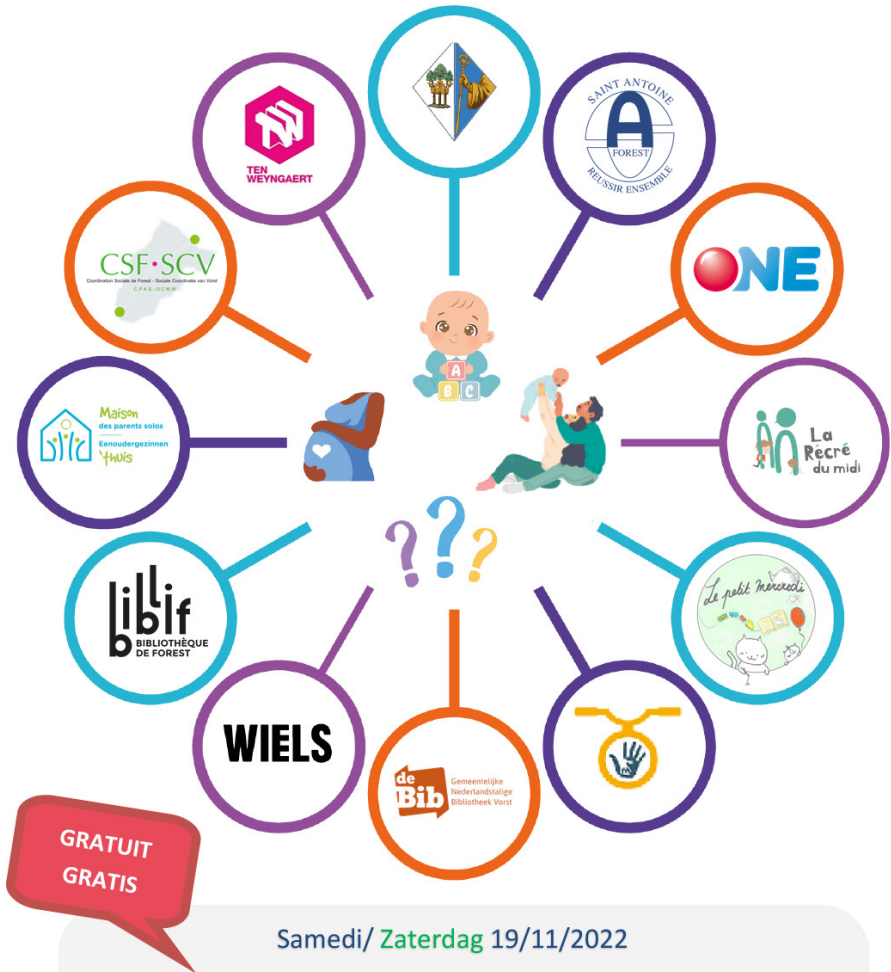 TEN
WEYNGAERT
SAINT ANTOINE
A
FOREST
REUSSIR ENSEMBLE
CSF•SCV
Coordination Sociale de Forest - Sociale Coördinatie van Vorst
CPAS-OCMW
ONE
A
B C
Maison
des parents solos
Eenoudergezinnen
'thuis
La
Récré
du midi
biblif
BIBLIOTHÈQUE
DE FOREST
Le petit mercredi
WIELS
de
Bib
Gemeentelijke
Nederlandstalige
Bibliotheek Vorst
???
GRATUIT
GRATIS
Samedi/ Zaterdag 19/11/2022